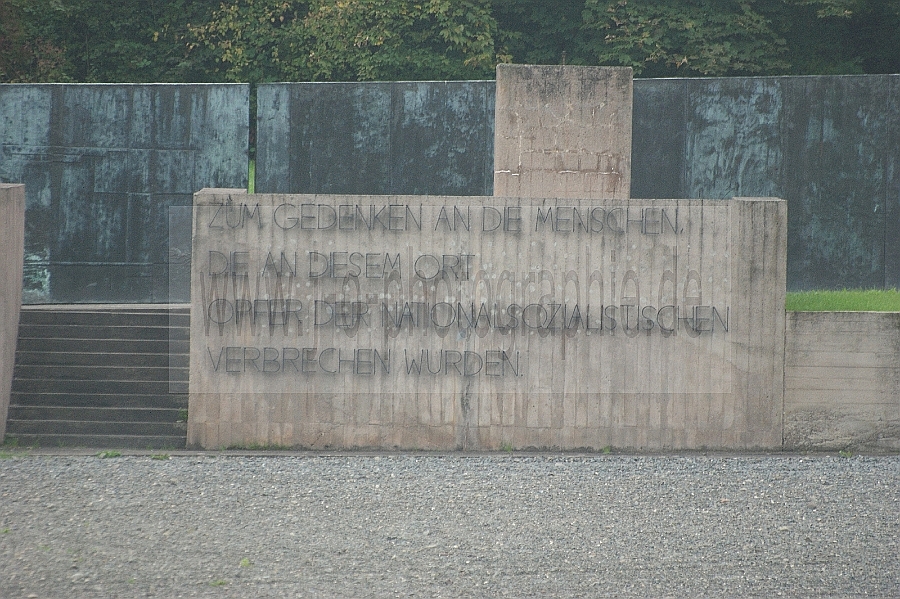 ZUM GEDENKEN AN DIE MENSCHEN,
DIE AN DIESEM ORT
OPFER DER NATIONALSOZIALISTISCHEN
VERBRECHEN WURDEN.